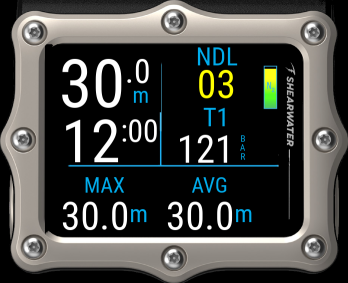 30.0
m
12:00
NDL
03
T1
121 BAR
N₂
SHEARWATER
MAX
AVG
30.0m
30.0m